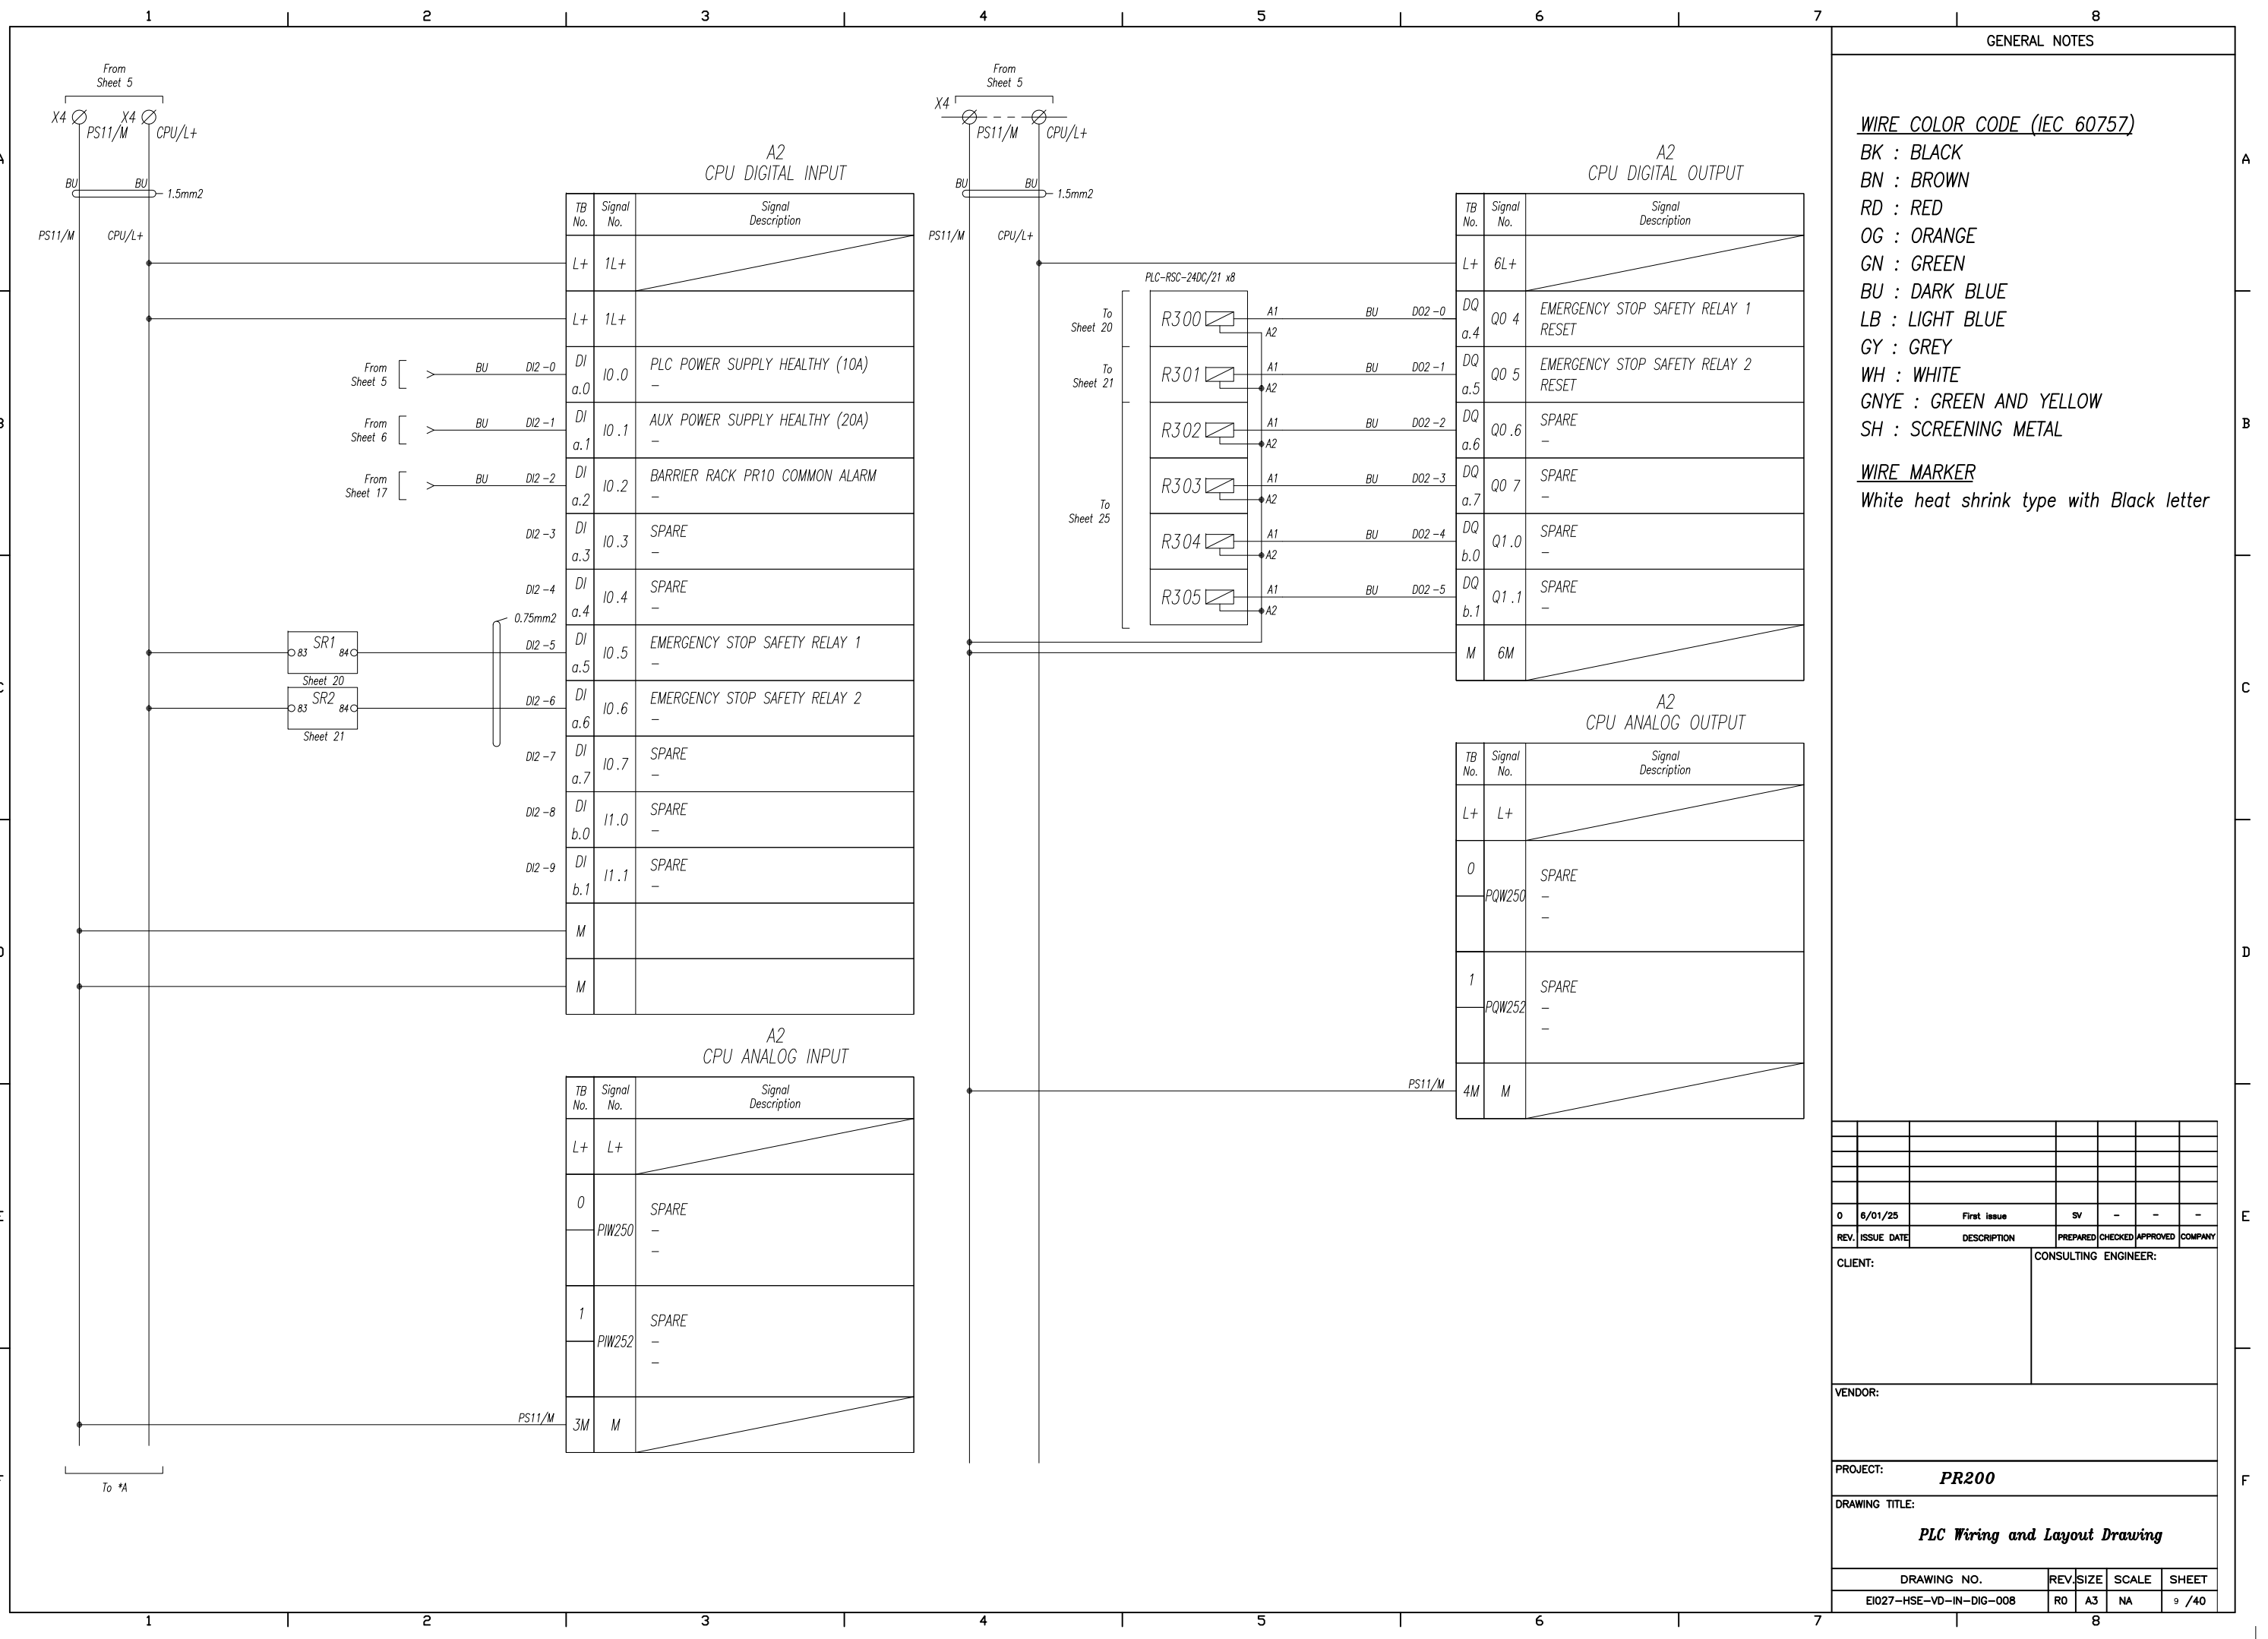 1 2 3 4 5 6 7 8
From
Sheet 5
X4 X4
PS11/M CPU/L+
BU BU
1.5mm2
PS11/M CPU/L+
A2
CPU DIGITAL INPUT
TB No. Signal No. Signal Description
L+ 1L+
L+ 1L+
From Sheet 5 BU DI2-0 DI a.0 I0.0 PLC POWER SUPPLY HEALTHY (10A)
-
From Sheet 6 BU DI2-1 DI a.1 I0.1 AUX POWER SUPPLY HEALTHY (20A)
-
From Sheet 17 BU DI2-2 DI a.2 I0.2 BARRIER RACK PR10 COMMON ALARM
-
DI2-3 DI a.3 I0.3 SPARE
-
DI2-4 DI a.4 I0.4 SPARE
-
0.75mm2
SR1 83 84 DI2-5 DI a.5 I0.5 EMERGENCY STOP SAFETY RELAY 1
-
Sheet 20
SR2 83 84 DI2-6 DI a.6 I0.6 EMERGENCY STOP SAFETY RELAY 2
-
Sheet 21
DI2-7 DI a.7 I0.7 SPARE
-
DI2-8 DI b.0 I1.0 SPARE
-
DI2-9 DI b.1 I1.1 SPARE
-
M
M
A2
CPU ANALOG INPUT
TB No. Signal No. Signal Description
L+ L+
0 PIW250 SPARE
-
-
1 PIW252 SPARE
-
-
PS11/M 3M M
To *A
From
Sheet 5
X4
PS11/M CPU/L+
BU BU
1.5mm2
PS11/M CPU/L+
A2
CPU DIGITAL OUTPUT
TB No. Signal No. Signal Description
L+ 6L+
PLC-RSC-24DC/21 x8
To Sheet 20 R300 A1 A2 BU DO2-0 DQ a.4 Q0 4 EMERGENCY STOP SAFETY RELAY 1
RESET
To Sheet 21 R301 A1 A2 BU DO2-1 DQ a.5 Q0 5 EMERGENCY STOP SAFETY RELAY 2
RESET
R302 A1 A2 BU DO2-2 DQ a.6 Q0.6 SPARE
-
To Sheet 25 R303 A1 A2 BU DO2-3 DQ a.7 Q0 7 SPARE
-
R304 A1 A2 BU DO2-4 DQ b.0 Q1.0 SPARE
-
R305 A1 A2 BU DO2-5 DQ b.1 Q1.1 SPARE
-
M 6M
A2
CPU ANALOG OUTPUT
TB No. Signal No. Signal Description
L+ L+
0 PQW250 SPARE
-
-
1 PQW252 SPARE
-
-
PS11/M 4M M
GENERAL NOTES
WIRE COLOR CODE (IEC 60757)
BK : BLACK
BN : BROWN
RD : RED
OG : ORANGE
GN : GREEN
BU : DARK BLUE
LB : LIGHT BLUE
GY : GREY
WH : WHITE
GNYE : GREEN AND YELLOW
SH : SCREENING METAL
WIRE MARKER
White heat shrink type with Black letter
A A
B B
C C
D D
E E
F F
0 6/01/25 First issue SV - - -
REV. ISSUE DATE DESCRIPTION PREPARED CHECKED APPROVED COMPANY
CLIENT: CONSULTING ENGINEER:
VENDOR:
PROJECT: PR200
DRAWING TITLE:
PLC Wiring and Layout Drawing
DRAWING NO. REV. SIZE SCALE SHEET
EI027-HSE-VD-IN-DIG-008 R0 A3 NA 9 /40
1 2 3 4 5 6 7 8